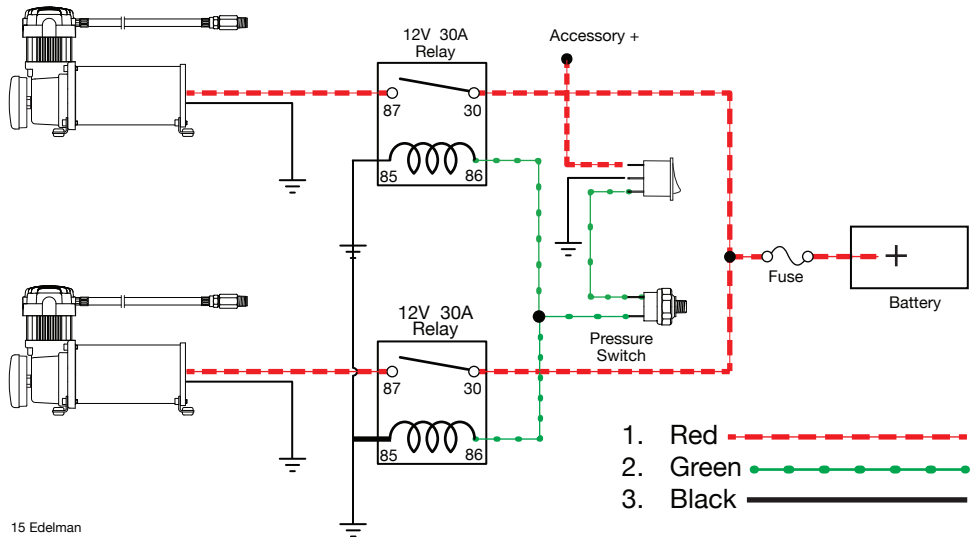 12V 30A
Relay
Accessory +
87
30
85
86
Fuse
+
Battery
12V 30A
Relay
Pressure
Switch
87
30
85
86
1. Red
2. Green
3. Black
15 Edelman